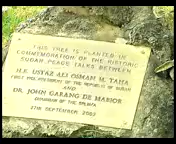 THIS TREE IS PLANTED IN
COMMEMORATION OF THE HISTORIC
SUDAN PEACE TALKS BETWEEN
H.E. USTAZ ALI OSMAN M. TAHA
FIRST VICE PRESIDENT OF THE REPUBLIC OF SUDAN
AND
DR. JOHN GARANG DE MABIOR
CHAIRMAN OF THE SPLM/A
27TH SEPTEMBER 2003